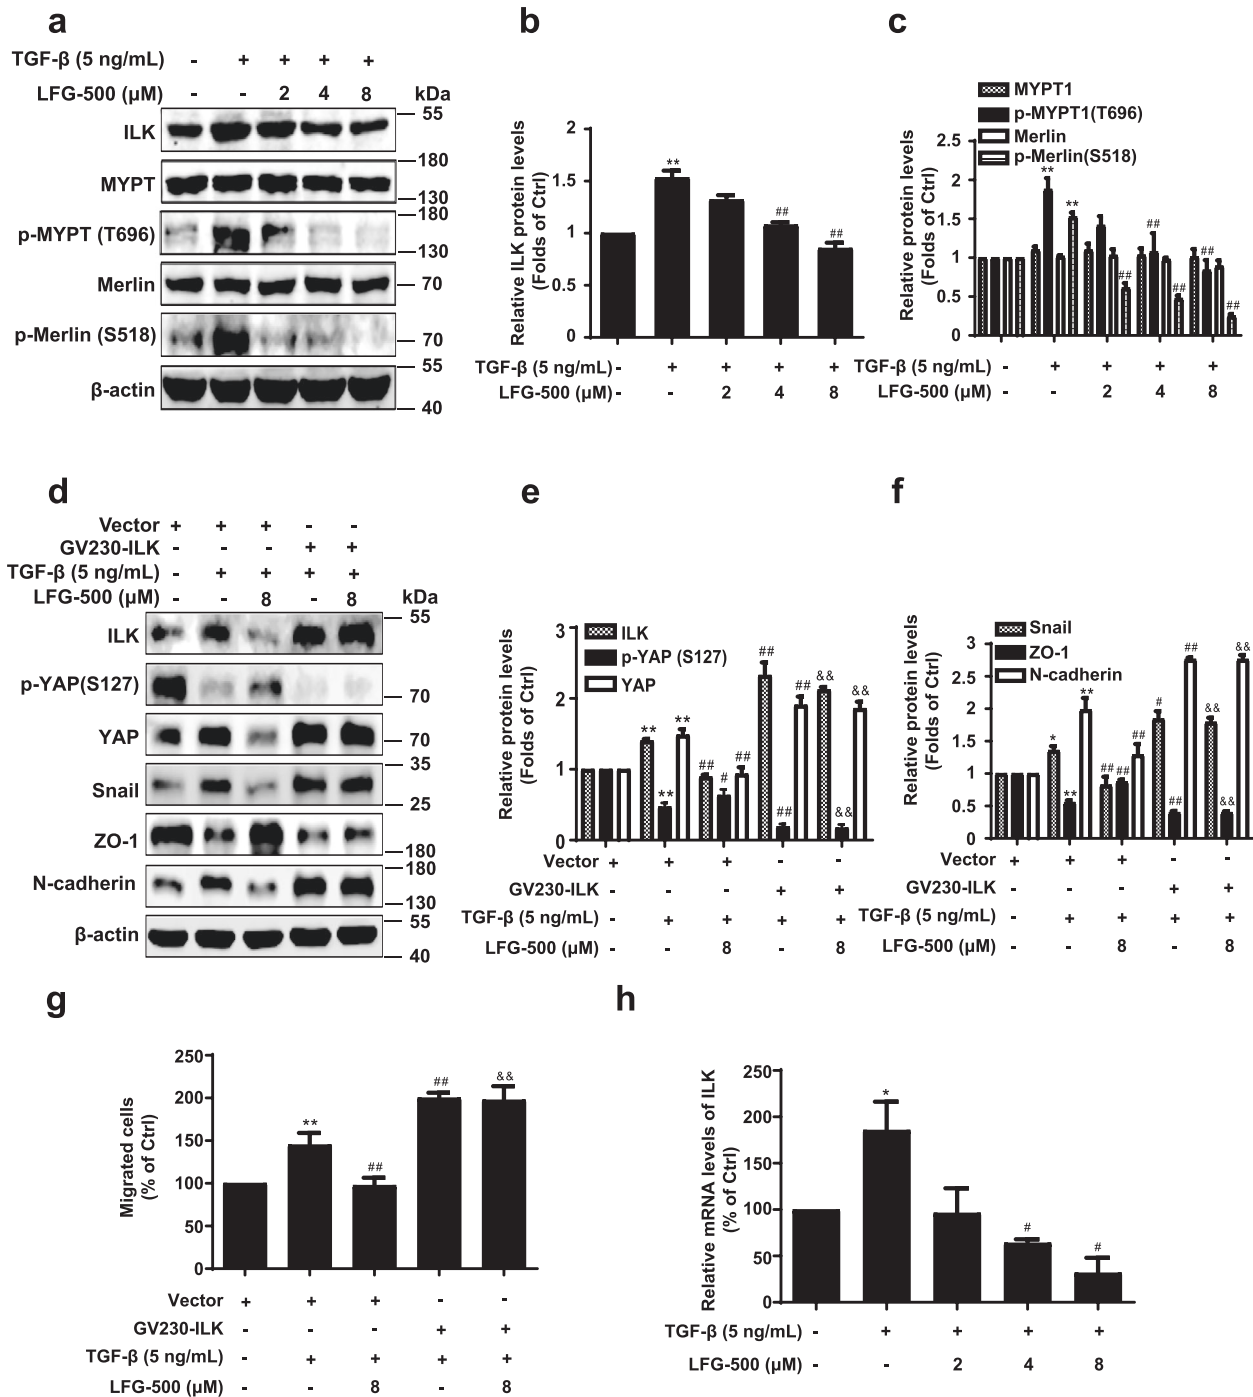 a
TGF-β (5 ng/mL) - + + + +
LFG-500 (μM) - - 2 4 8 kDa
ILK 55
MYPT 180
130
p-MYPT (T696) 180
130
Merlin 70
p-Merlin (S518) 70
β-actin 55
40
b
Relative ILK protein levels
(Folds of Ctrl)
2
1.5
1
0.5
0
** ## ##
TGF-β (5 ng/mL) - + + + +
LFG-500 (μM) - - 2 4 8
c
MYPT1
p-MYPT1(T696)
Merlin
p-Merlin(S518)
Relative protein levels
(Folds of Ctrl)
2.5
2
1.5
1
0.5
0
** ** ## ## ## ## ##
TGF-β (5 ng/mL) - + + + +
LFG-500 (μM) - - 2 4 8
d
Vector + + + - -
GV230-ILK - - - + +
TGF-β (5 ng/mL) - + + + +
LFG-500 (μM) - - 8 - 8 kDa
ILK 55
p-YAP(S127) 70
YAP 70
Snail 35
25
ZO-1 180
N-cadherin 180
130
β-actin 55
40
e
ILK
p-YAP (S127)
YAP
Relative protein levels
(Folds of Ctrl)
3
2
1
0
** ** ** ## # ## ## ## ## && && &&
Vector + + + - -
GV230-ILK - - - + +
TGF-β (5 ng/mL) - + + + +
LFG-500 (μM) - - 8 - 8
f
Snail
ZO-1
N-cadherin
Relative protein levels
(Folds of Ctrl)
3
2.5
2
1.5
1
0.5
0
* ** ** ## ## ## # ## ## && && &&
Vector + + + - -
GV230-ILK - - - + +
TGF-β (5 ng/mL) - + + + +
LFG-500 (μM) - - 8 - 8
g
Migrated cells
(% of Ctrl)
250
200
150
100
50
0
** ## ## &&
Vector + + + - -
GV230-ILK - - - + +
TGF-β (5 ng/mL) - + + + +
LFG-500 (μM) - - 8 - 8
h
Relative mRNA levels of ILK
(% of Ctrl)
250
200
150
100
50
0
* # #
TGF-β (5 ng/mL) - + + + +
LFG-500 (μM) - - 2 4 8